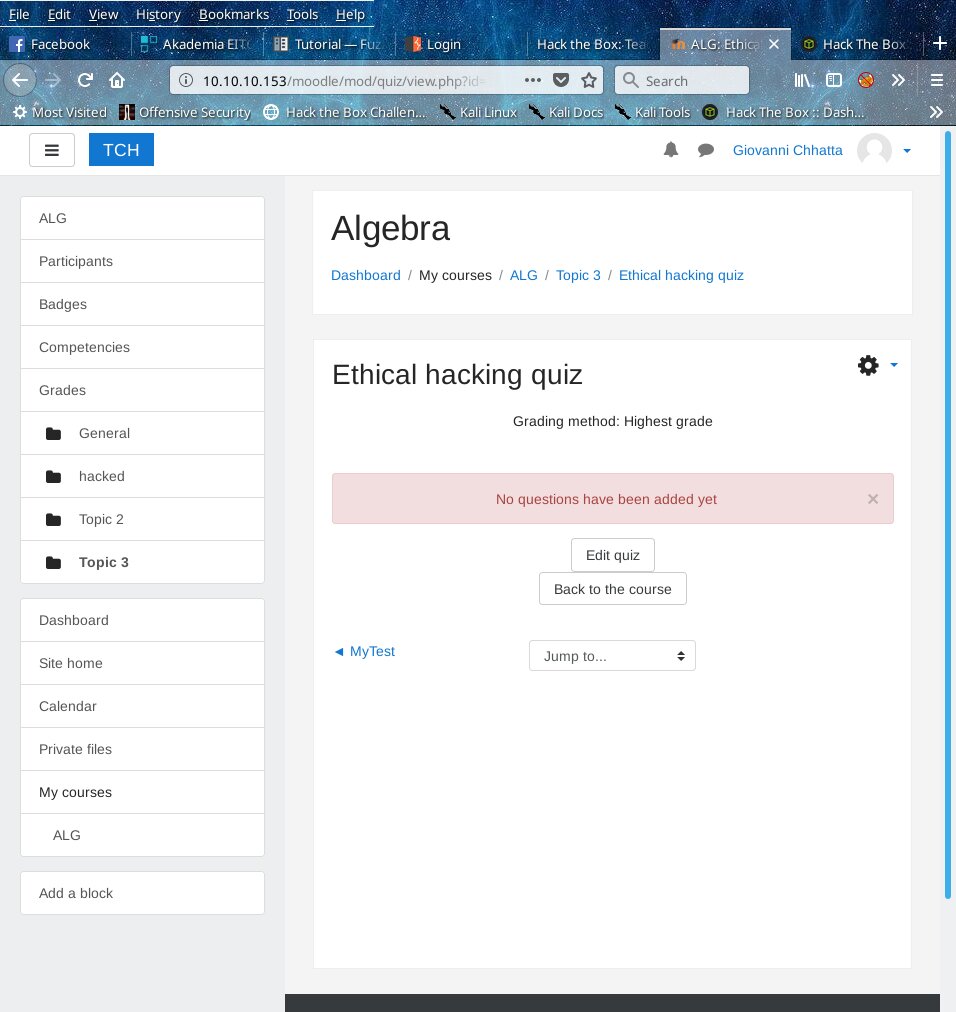 File Edit View History Bookmarks Tools Help
Facebook Akademia EITC Tutorial — Fuz Login Hack the Box: Tea ALG: Ethica Hack The Box
10.10.10.153/moodle/mod/quiz/view.php?id= Search
Most Visited Offensive Security Hack the Box Challen... Kali Linux Kali Docs Kali Tools Hack The Box :: Dash...
TCH Giovanni Chhatta
ALG
Participants
Badges
Competencies
Grades
General
hacked
Topic 2
Topic 3
Dashboard
Site home
Calendar
Private files
My courses
ALG
Add a block
Algebra
Dashboard / My courses / ALG / Topic 3 / Ethical hacking quiz
Ethical hacking quiz
Grading method: Highest grade
No questions have been added yet ×
Edit quiz
Back to the course
◄ MyTest Jump to...